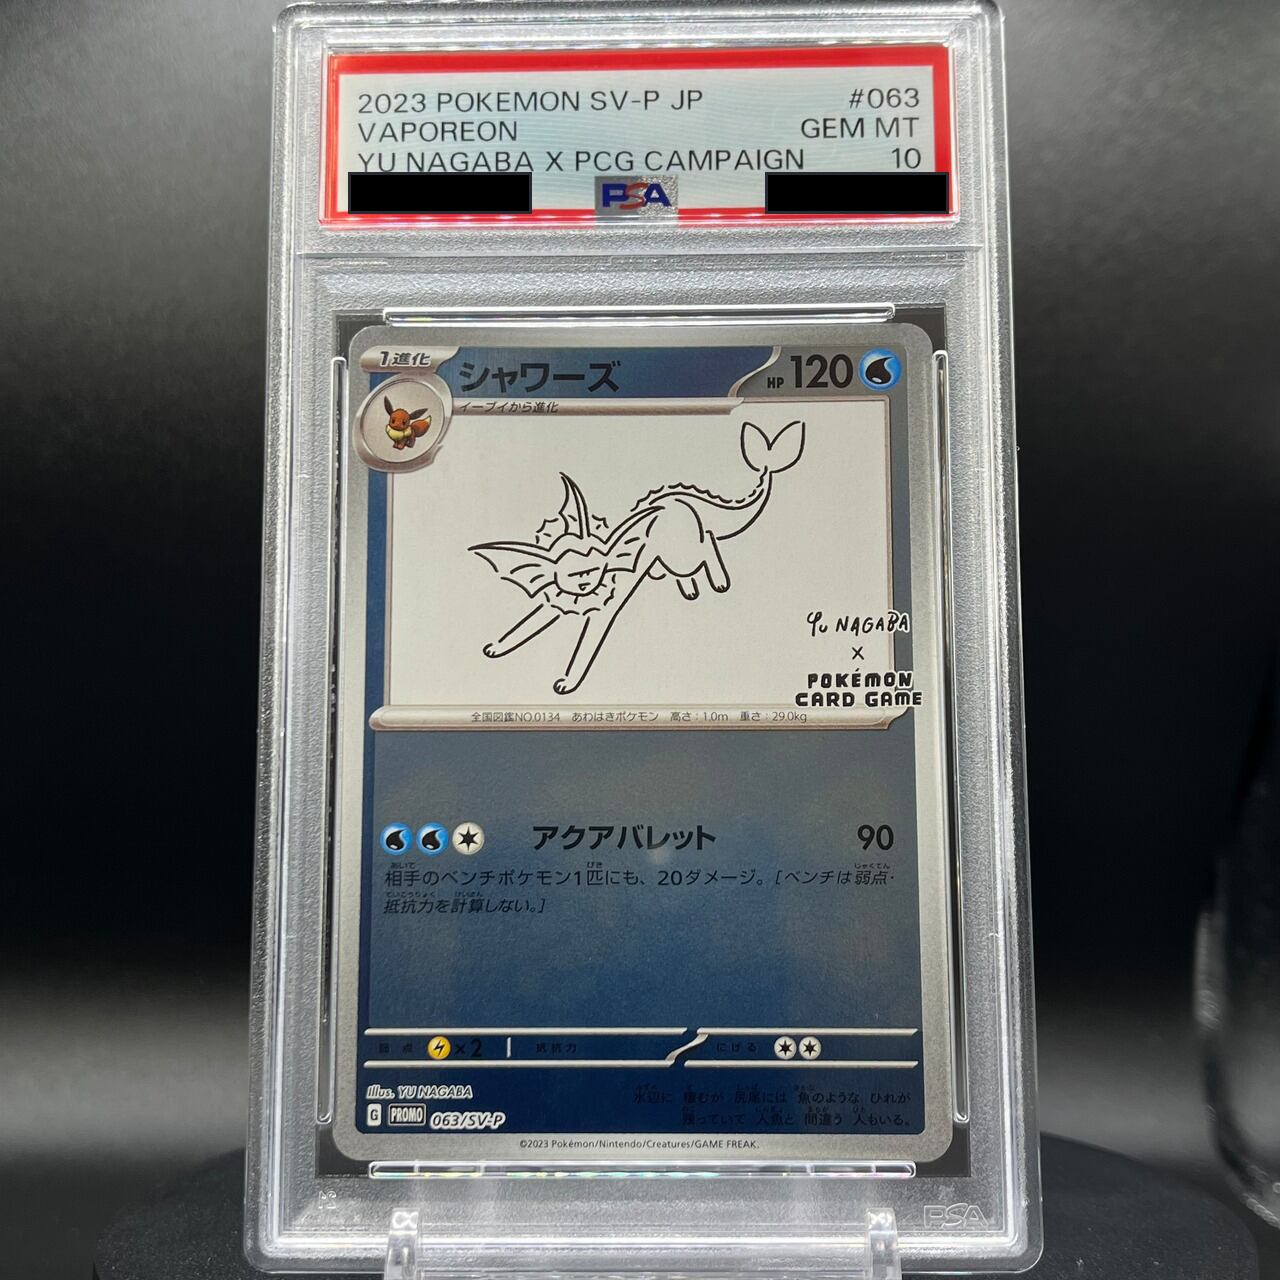 2023 POKEMON SV-P JP #063
VAPOREON GEM MT
YU NAGABA X PCG CAMPAIGN 10
PSA
1進化
シャワーズ
HP 120
イーブイから進化
Yu NAGABA
×
POKÉMON
CARD GAME
全国図鑑NO.0134 あわはきポケモン 高さ:1.0m 重さ:29.0kg
アクアバレット 90
相手のベンチポケモン1匹にも、20ダメージ。[ベンチは弱点・
抵抗力を計算しない。]
弱点 ×2 抵抗力 にげる
Illus. YU NAGABA
G PROMO 063/SV-P
水辺に 棲むが 尻尾には 魚のような ひれが
残っていて 人魚と 間違う 人もいる。
©2023 Pokémon/Nintendo/Creatures/GAME FREAK.
PSA